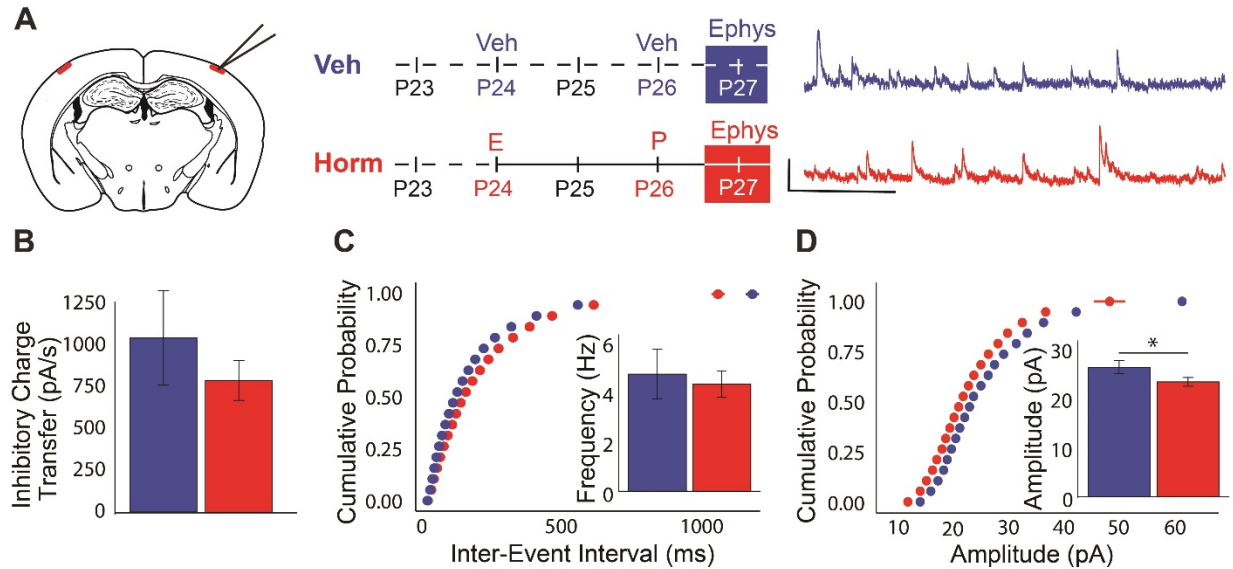 A
Veh
Veh
Veh
Ephys
P23
P24
P25
P26
P27
Horm
E
P
Ephys
P23
P24
P25
P26
P27
B
Inhibitory Charge
Transfer (pA/s)
1250
1000
750
500
250
0
C
Cumulative Probability
1.00
0.75
0.50
0.25
0.00
0
500
1000
Inter-Event Interval (ms)
Frequency (Hz)
6
4
2
0
D
Cumulative Probability
1.00
0.75
0.50
0.25
0.00
10
20
30
40
50
60
Amplitude (pA)
Amplitude (pA)
30
20
10
0
*